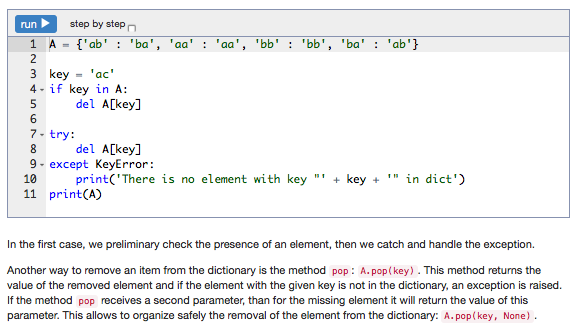 run ▶ step by step
1 A = {'ab' : 'ba', 'aa' : 'aa', 'bb' : 'bb', 'ba' : 'ab'}
2
3 key = 'ac'
4 if key in A:
5     del A[key]
6
7 try:
8     del A[key]
9 except KeyError:
10     print('There is no element with key "' + key + '" in dict')
11 print(A)
In the first case, we preliminary check the presence of an element, then we catch and handle the exception.
Another way to remove an item from the dictionary is the method pop: A.pop(key). This method returns the
value of the removed element and if the element with the given key is not in the dictionary, an exception is raised.
If the method pop receives a second parameter, than for the missing element it will return the value of this
parameter. This allows to organize safely the removal of the element from the dictionary: A.pop(key, None).